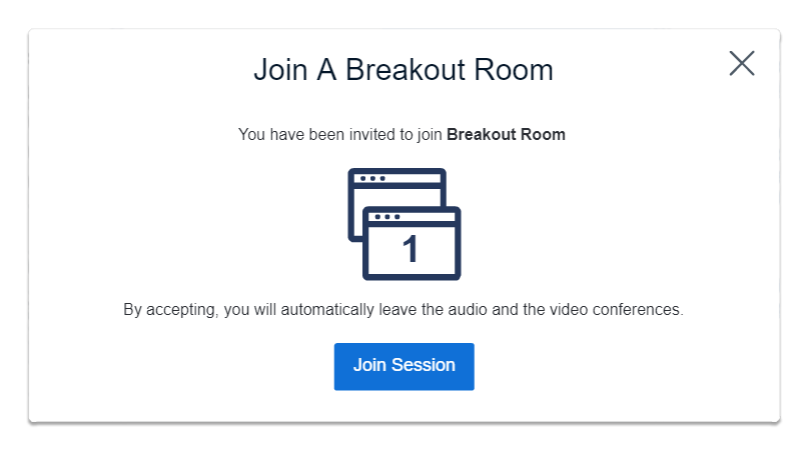 Join A Breakout Room
You have been invited to join Breakout Room
1
By accepting, you will automatically leave the audio and the video conferences.
Join Session